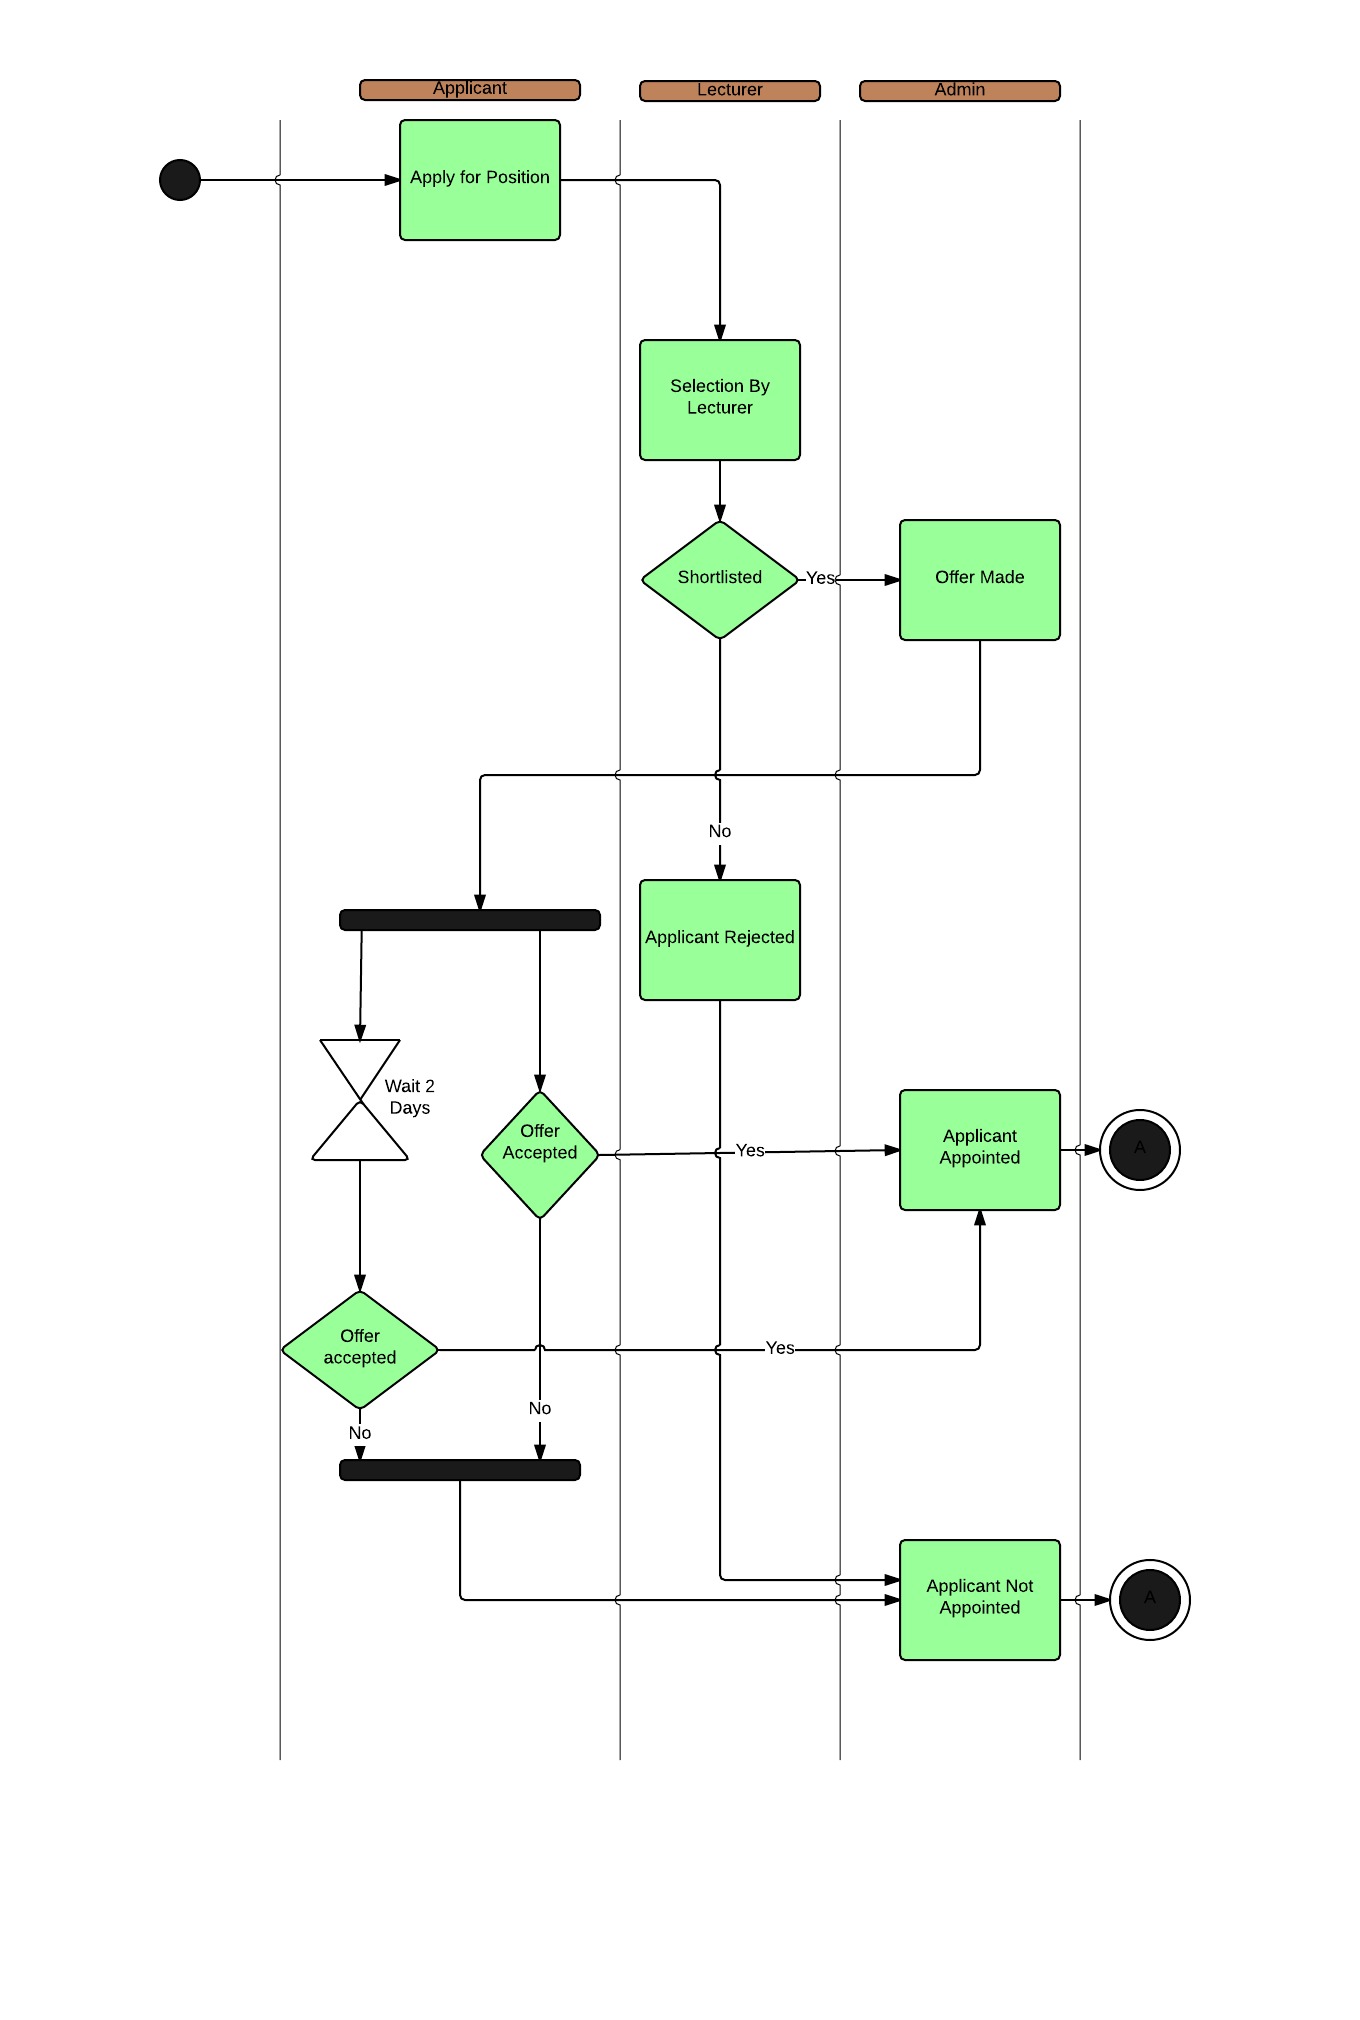 Applicant
Lecturer
Admin
Apply for Position
Selection By
Lecturer
Shortlisted
Yes
Offer Made
No
Applicant Rejected
Wait 2
Days
Offer
Accepted
Yes
Applicant
Appointed
A
Offer
accepted
Yes
No
No
Applicant Not
Appointed
A